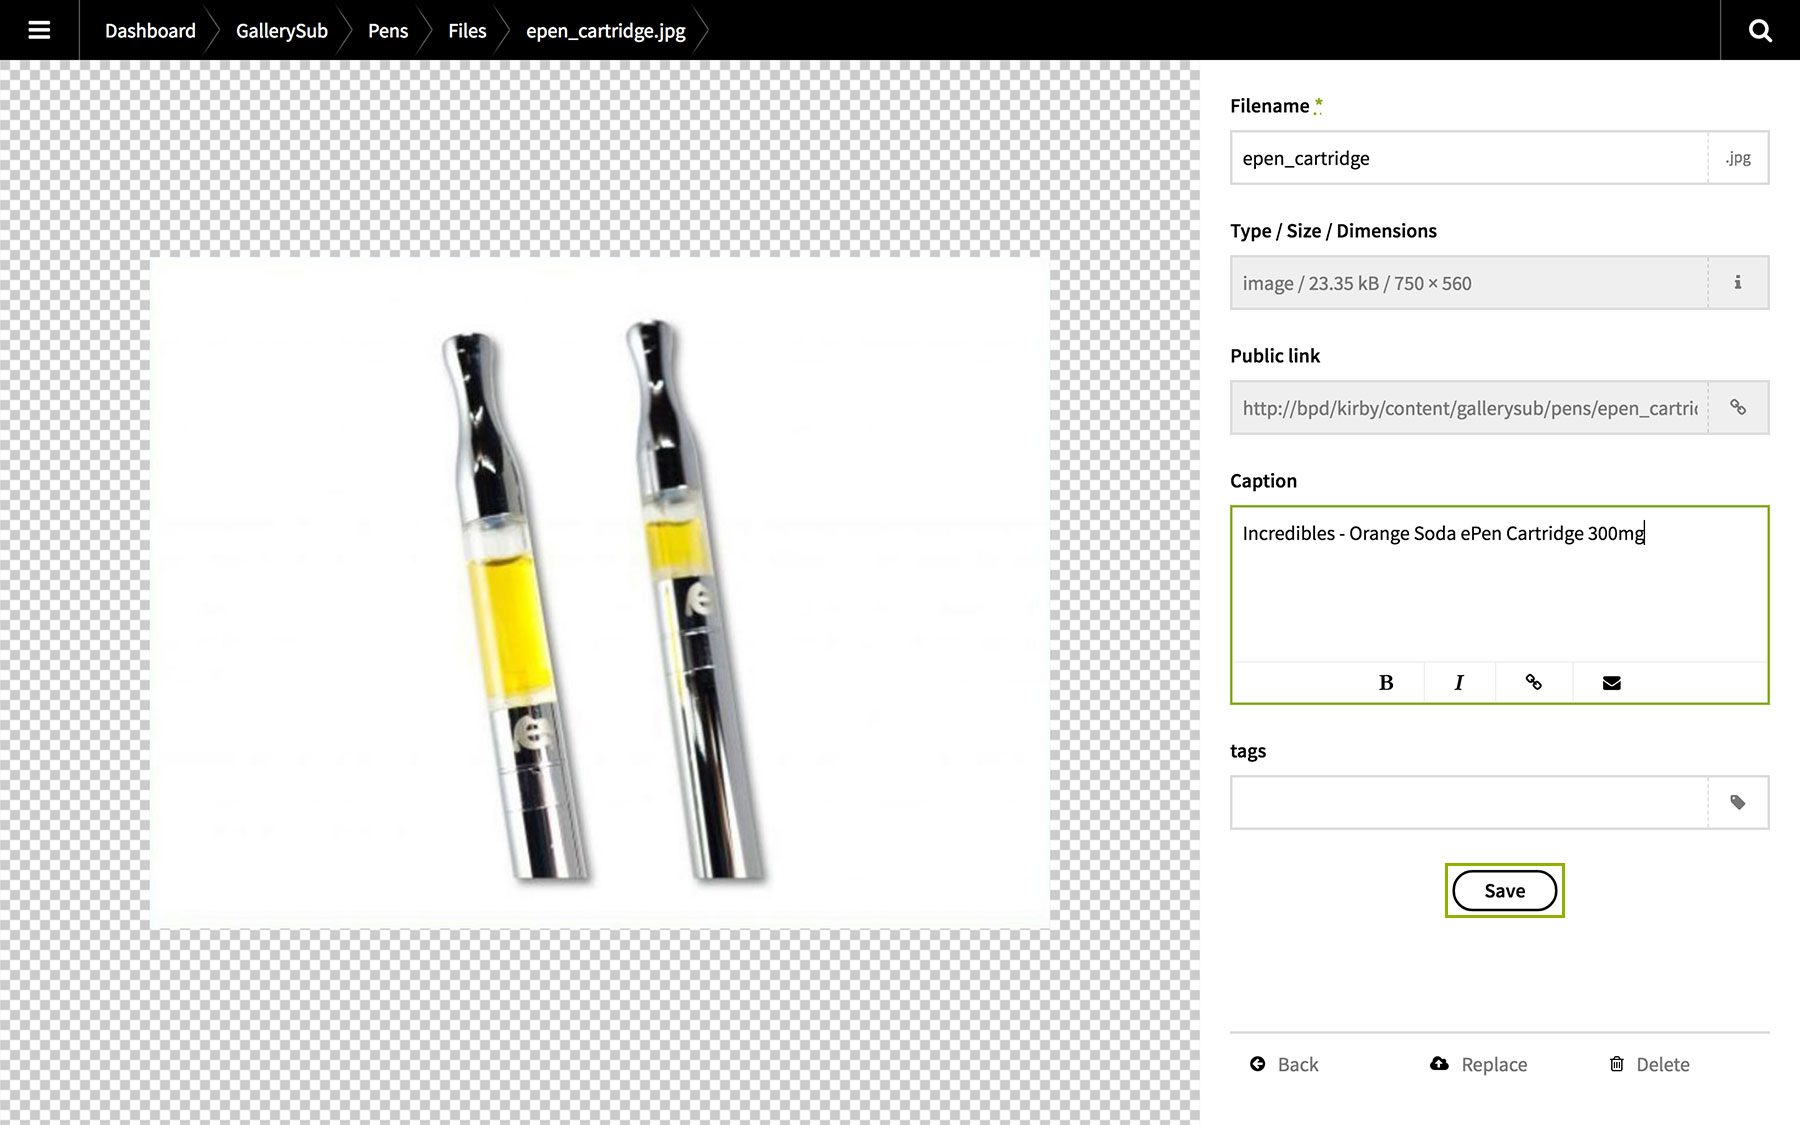 Dashboard GallerySub Pens Files epen_cartridge.jpg
Filename *
epen_cartridge .jpg
Type / Size / Dimensions
image / 23.35 kB / 750 × 560
Public link
http://bpd/kirby/content/gallerysub/pens/epen_cartri
Caption
Incredibles - Orange Soda ePen Cartridge 300mg
B I
tags
Save
Back Replace Delete